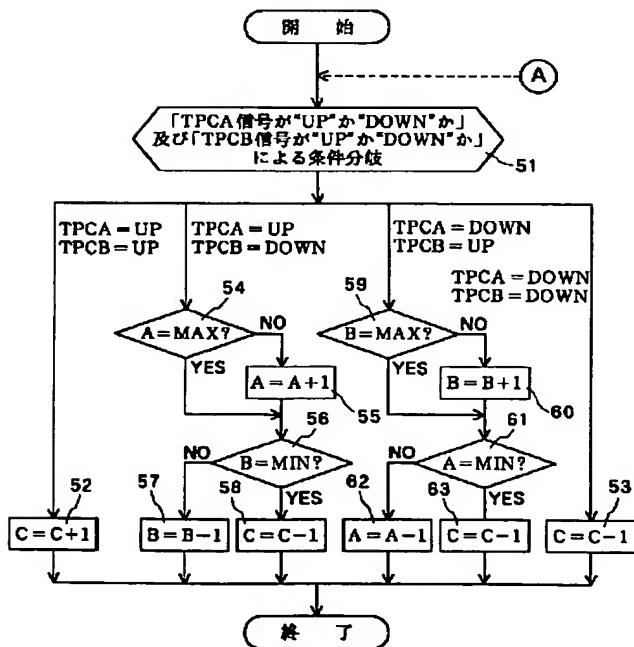 開始
A
「TPCA信号が"UP"か"DOWN"か」
及び「TPCB信号が"UP"か"DOWN"か」
による条件分岐
51
TPCA=UP
TPCB=UP
TPCA=UP
TPCB=DOWN
TPCA=DOWN
TPCB=UP
TPCA=DOWN
TPCB=DOWN
54
A=MAX?
NO
YES
A=A+1
55
59
B=MAX?
NO
YES
B=B+1
60
56
B=MIN?
NO
YES
61
A=MIN?
NO
YES
52
C=C+1
57
B=B-1
58
C=C-1
62
A=A-1
63
C=C-1
53
C=C-1
終了